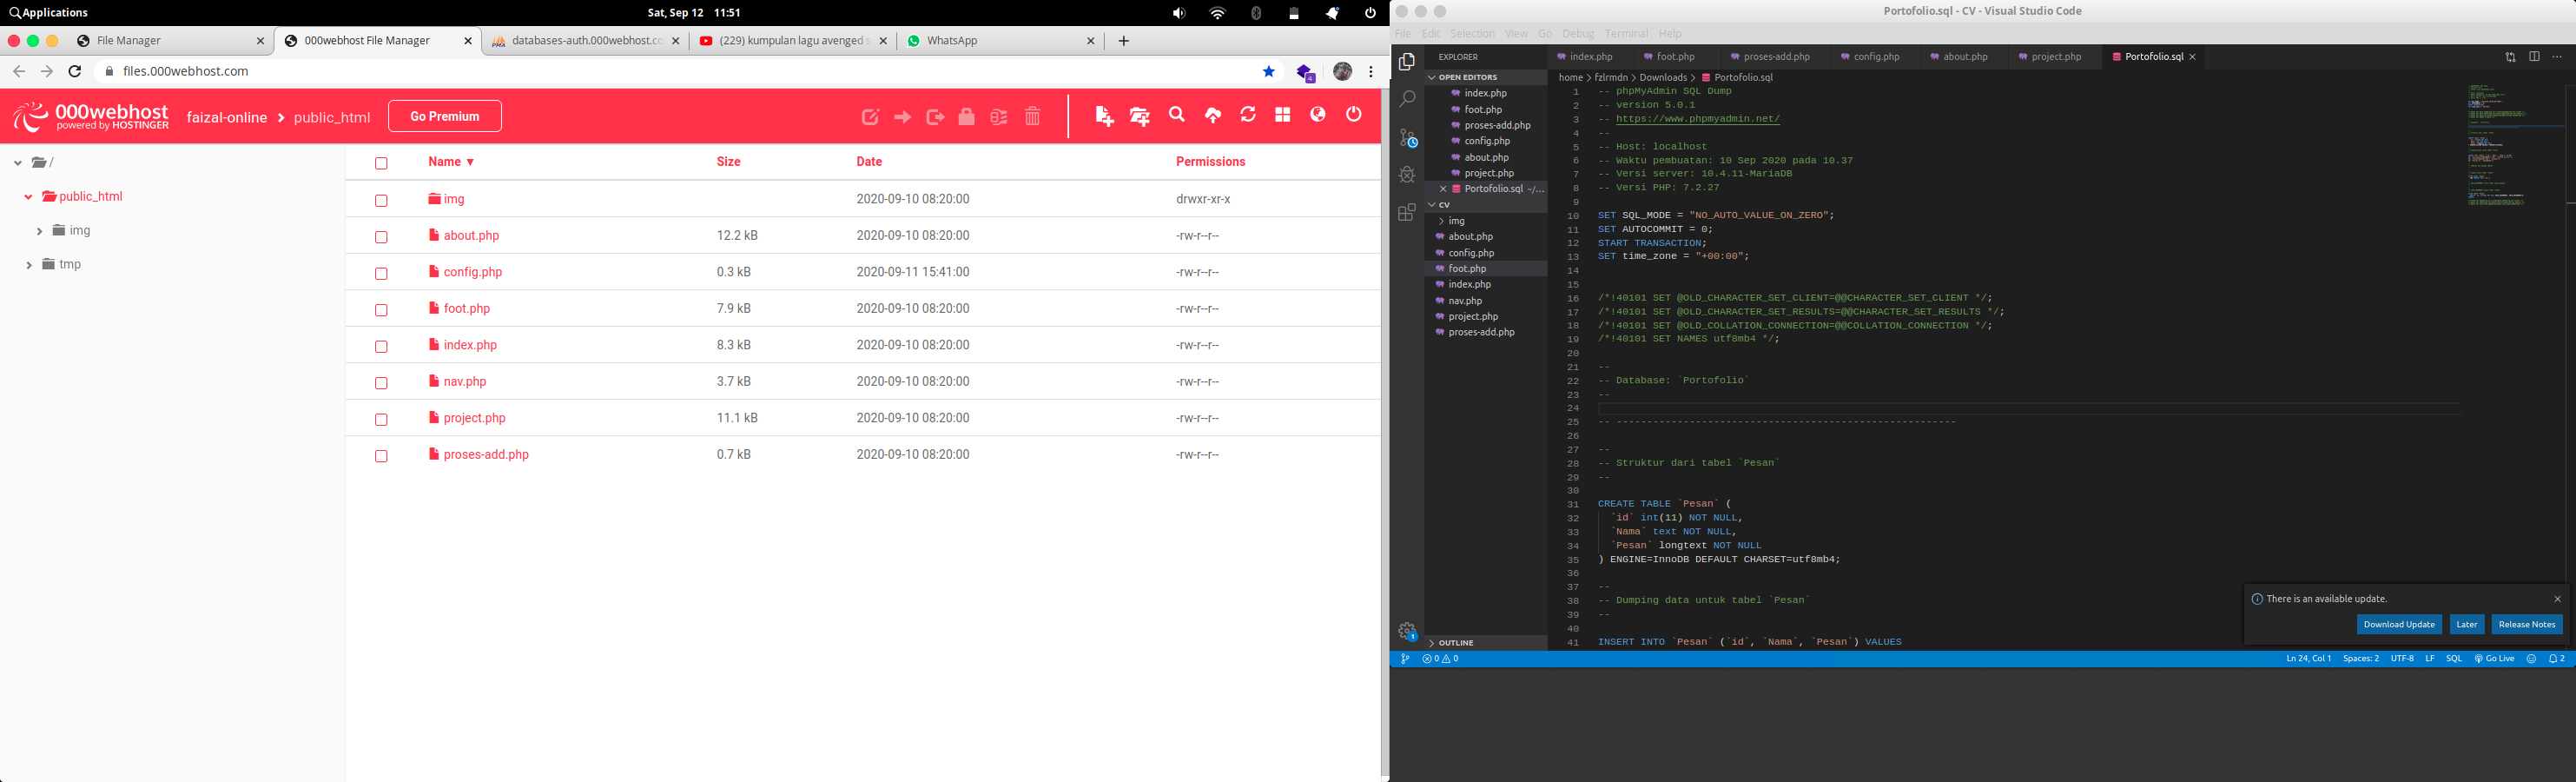 Applications
Sat, Sep 12 11:51
File Manager
000webhost File Manager
databases-auth.000webhost.co
(229) kumpulan lagu avenged s
WhatsApp
files.000webhost.com
4
000webhost
powered by HOSTINGER
faizal-online > public_html
Go Premium
/
public_html
img
tmp
Name ▼ Size Date Permissions
img 2020-09-10 08:20:00 drwxr-xr-x
about.php 12.2 kB 2020-09-10 08:20:00 -rw-r--r--
config.php 0.3 kB 2020-09-11 15:41:00 -rw-r--r--
foot.php 7.9 kB 2020-09-10 08:20:00 -rw-r--r--
index.php 8.3 kB 2020-09-10 08:20:00 -rw-r--r--
nav.php 3.7 kB 2020-09-10 08:20:00 -rw-r--r--
project.php 11.1 kB 2020-09-10 08:20:00 -rw-r--r--
proses-add.php 0.7 kB 2020-09-10 08:20:00 -rw-r--r--
Portofolio.sql - CV - Visual Studio Code
File Edit Selection View Go Debug Terminal Help
EXPLORER
OPEN EDITORS
index.php
foot.php
proses-add.php
config.php
about.php
project.php
Portofolio.sql ~/...
CV
img
about.php
config.php
foot.php
index.php
nav.php
project.php
proses-add.php
OUTLINE
1
index.php foot.php proses-add.php config.php about.php project.php Portofolio.sql
home > fzlrmdn > Downloads > Portofolio.sql
1 -- phpMyAdmin SQL Dump
2 -- version 5.0.1
3 -- https://www.phpmyadmin.net/
4 --
5 -- Host: localhost
6 -- Waktu pembuatan: 10 Sep 2020 pada 10.37
7 -- Versi server: 10.4.11-MariaDB
8 -- Versi PHP: 7.2.27
9
10 SET SQL_MODE = "NO_AUTO_VALUE_ON_ZERO";
11 SET AUTOCOMMIT = 0;
12 START TRANSACTION;
13 SET time_zone = "+00:00";
14
15
16 /*!40101 SET @OLD_CHARACTER_SET_CLIENT=@@CHARACTER_SET_CLIENT */;
17 /*!40101 SET @OLD_CHARACTER_SET_RESULTS=@@CHARACTER_SET_RESULTS */;
18 /*!40101 SET @OLD_COLLATION_CONNECTION=@@COLLATION_CONNECTION */;
19 /*!40101 SET NAMES utf8mb4 */;
20
21 --
22 -- Database: `Portofolio`
23 --
24
25 -- --------------------------------------------------------
26
27 --
28 -- Struktur dari tabel `Pesan`
29 --
30
31 CREATE TABLE `Pesan` (
32 `id` int(11) NOT NULL,
33 `Nama` text NOT NULL,
34 `Pesan` longtext NOT NULL
35 ) ENGINE=InnoDB DEFAULT CHARSET=utf8mb4;
36
37 --
38 -- Dumping data untuk tabel `Pesan`
39 --
40
41 INSERT INTO `Pesan` (`id`, `Nama`, `Pesan`) VALUES
There is an available update.
Download Update Later Release Notes
0 0 Ln 24, Col 1 Spaces: 2 UTF-8 LF SQL Go Live 2